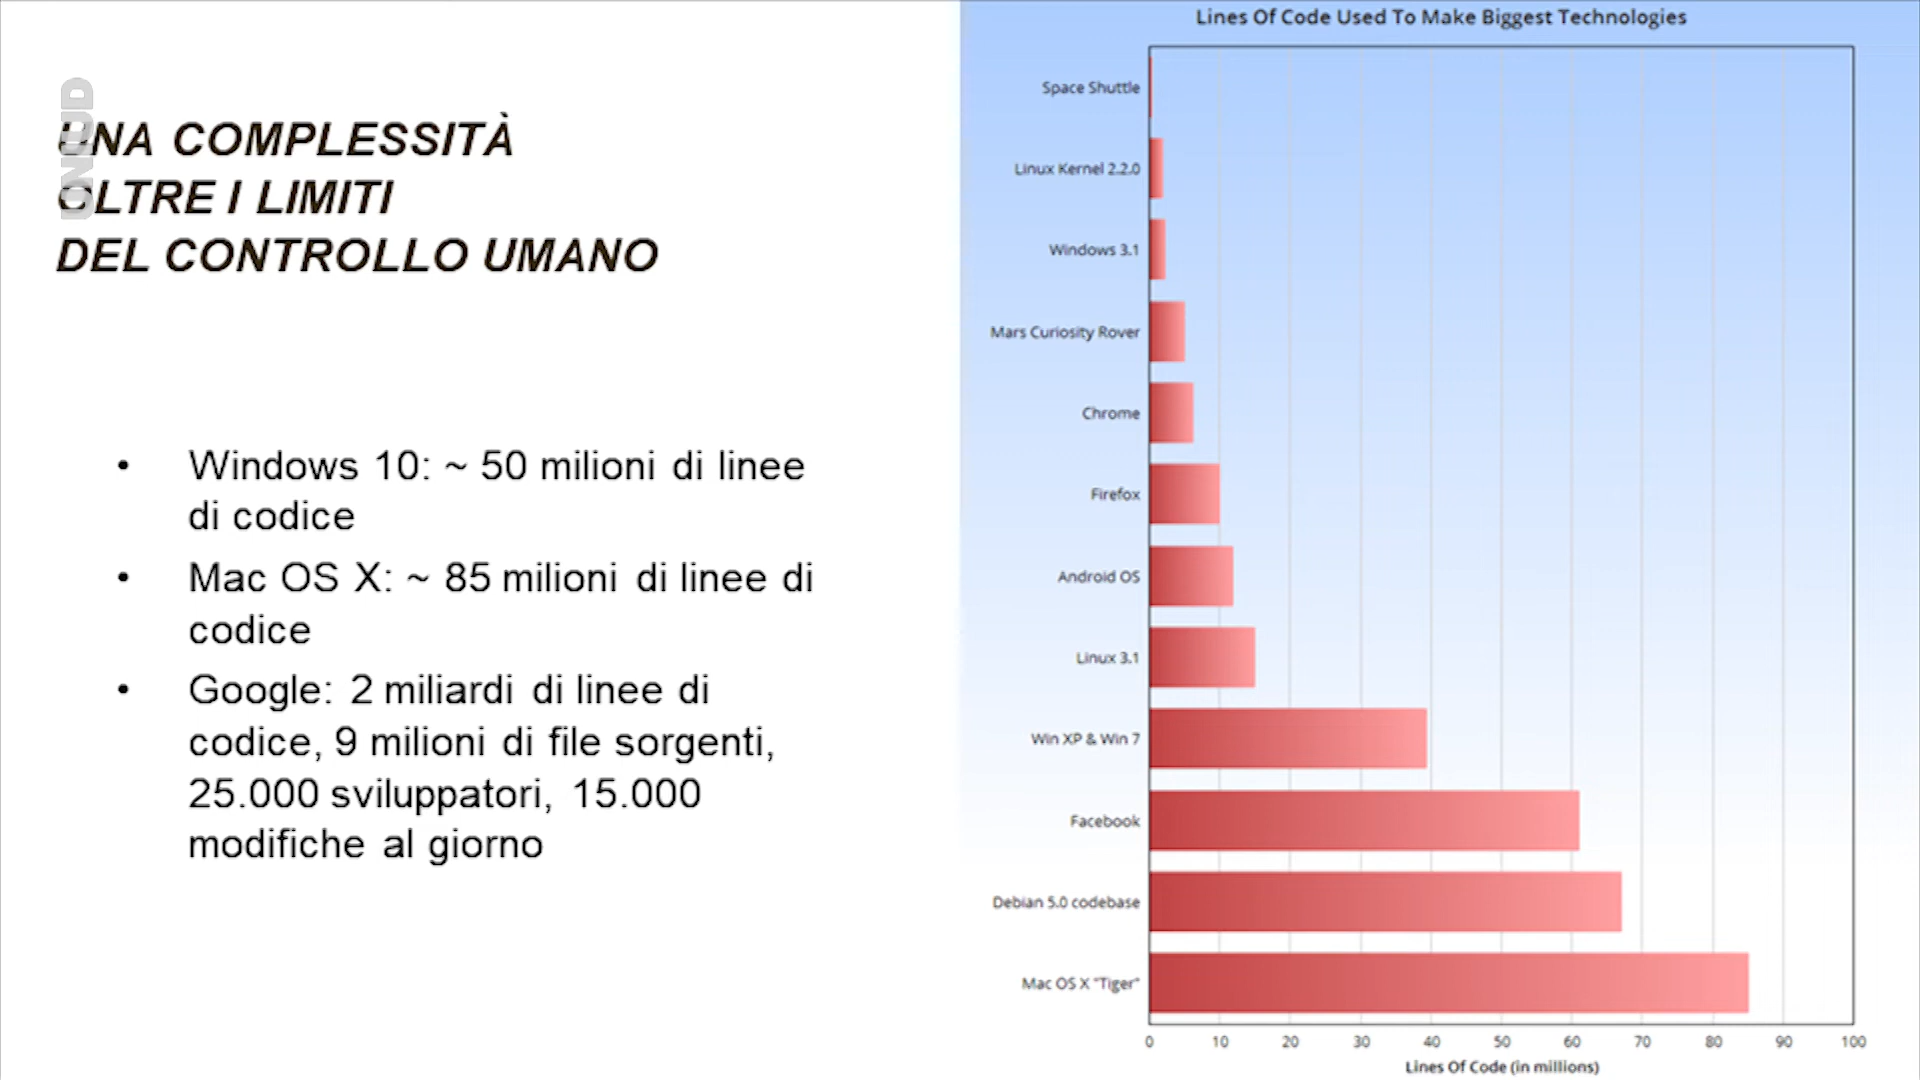 UNUD
UNA COMPLESSITÀ
OLTRE I LIMITI
DEL CONTROLLO UMANO
• Windows 10: ~ 50 milioni di linee
di codice
• Mac OS X: ~ 85 milioni di linee di
codice
• Google: 2 miliardi di linee di
codice, 9 milioni di file sorgenti,
25.000 sviluppatori, 15.000
modifiche al giorno
Lines Of Code Used To Make Biggest Technologies
Space Shuttle
Linux Kernel 2.2.0
Windows 3.1
Mars Curiosity Rover
Chrome
Firefox
Android OS
Linux 3.1
Win XP & Win 7
Facebook
Debian 5.0 codebase
Mac OS X "Tiger"
0 10 20 30 40 50 60 70 80 90 100
Lines Of Code (in millions)